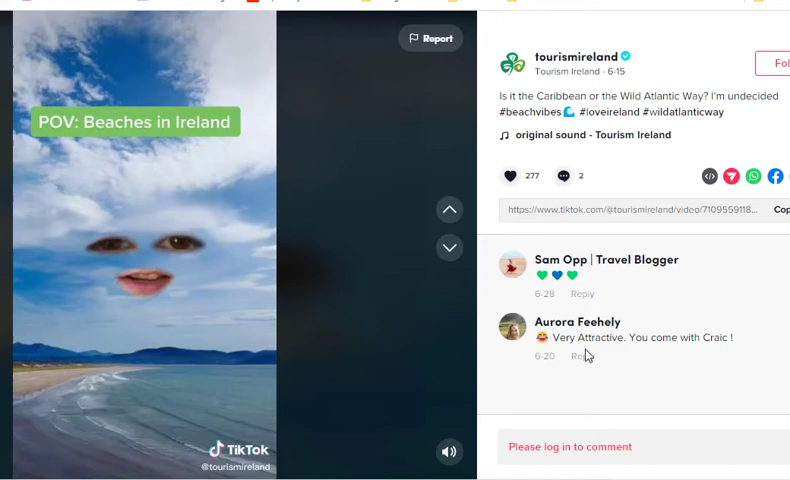 Report
POV: Beaches in Ireland
TikTok
@tourismireland
tourismireland
Tourism Ireland · 6-15
Is it the Caribbean or the Wild Atlantic Way? I'm undecided
#beachvibes🌊 #loveireland #wildatlanticway
original sound - Tourism Ireland
277
2
https://www.tiktok.com/@tourismireland/video/7109559118...
Sam Opp | Travel Blogger
💚💙💚
6-28 Reply
Aurora Feehely
😂 Very Attractive. You come with Craic !
6-20
Please log in to comment